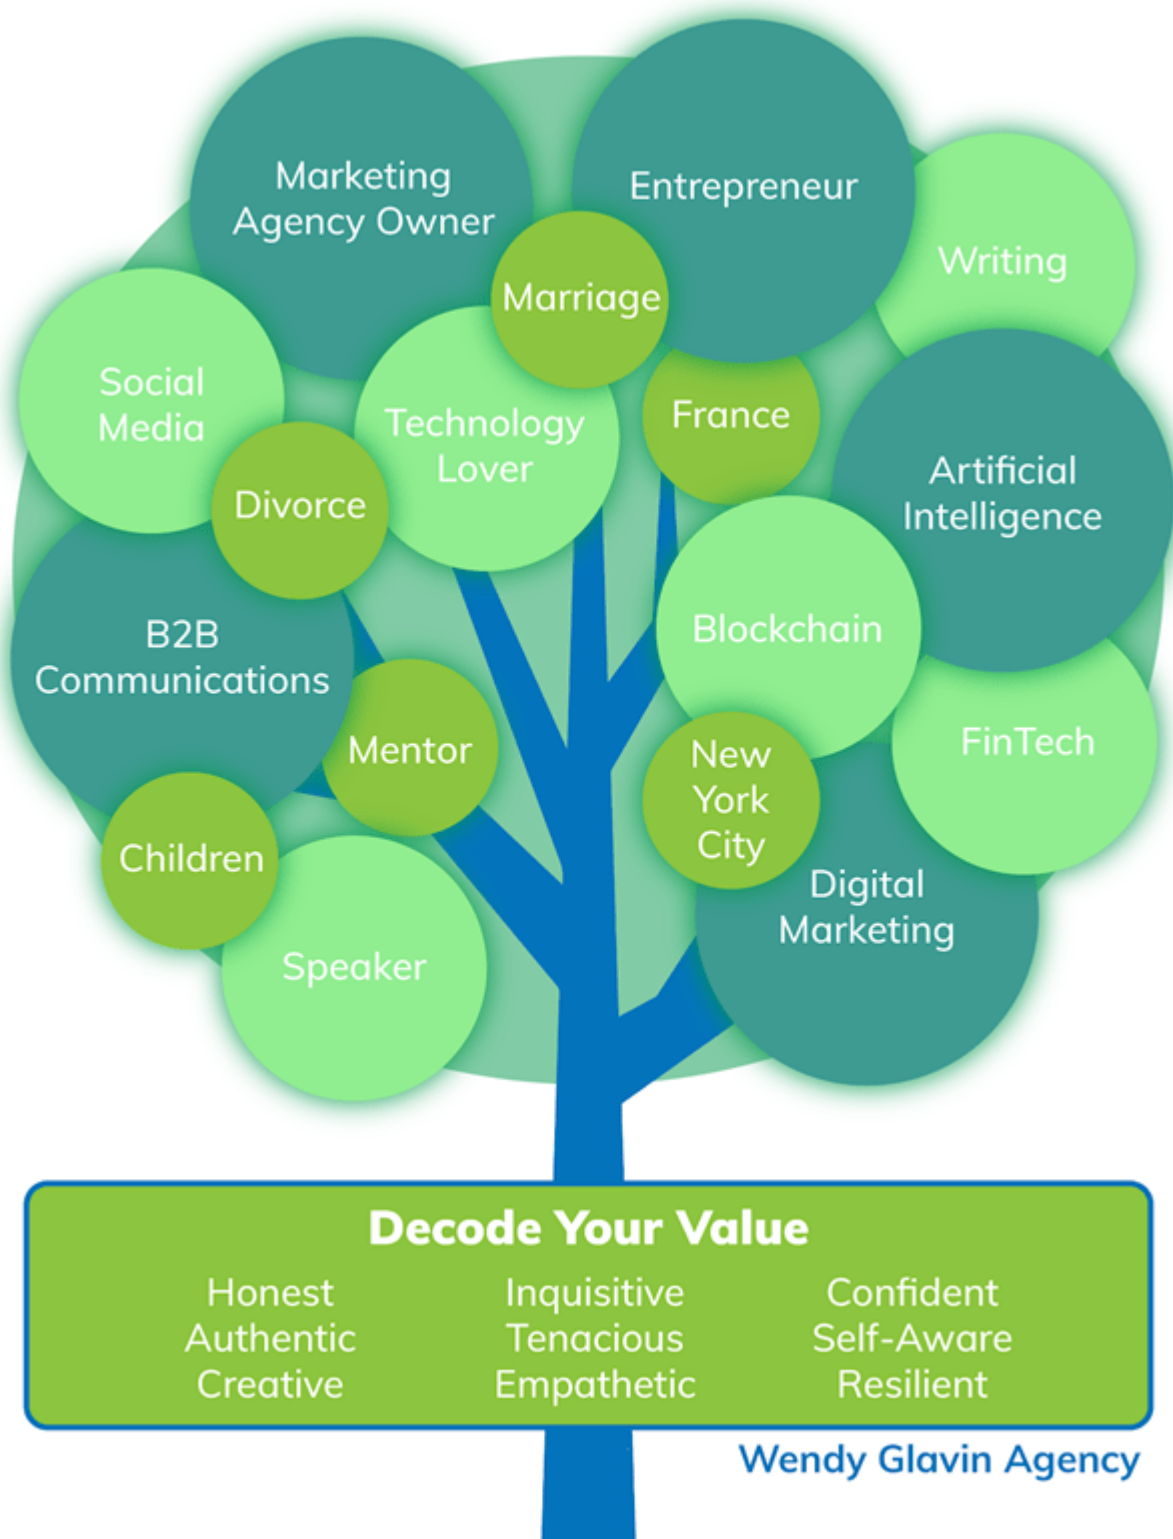 Marketing
Agency Owner
Entrepreneur
Writing
Marriage
Social
Media
Technology
Lover
France
Artificial
Intelligence
Divorce
B2B
Communications
Blockchain
Mentor
New
York
City
FinTech
Children
Digital
Marketing
Speaker
Decode Your Value
Honest
Authentic
Creative
Inquisitive
Tenacious
Empathetic
Confident
Self-Aware
Resilient
Wendy Glavin Agency